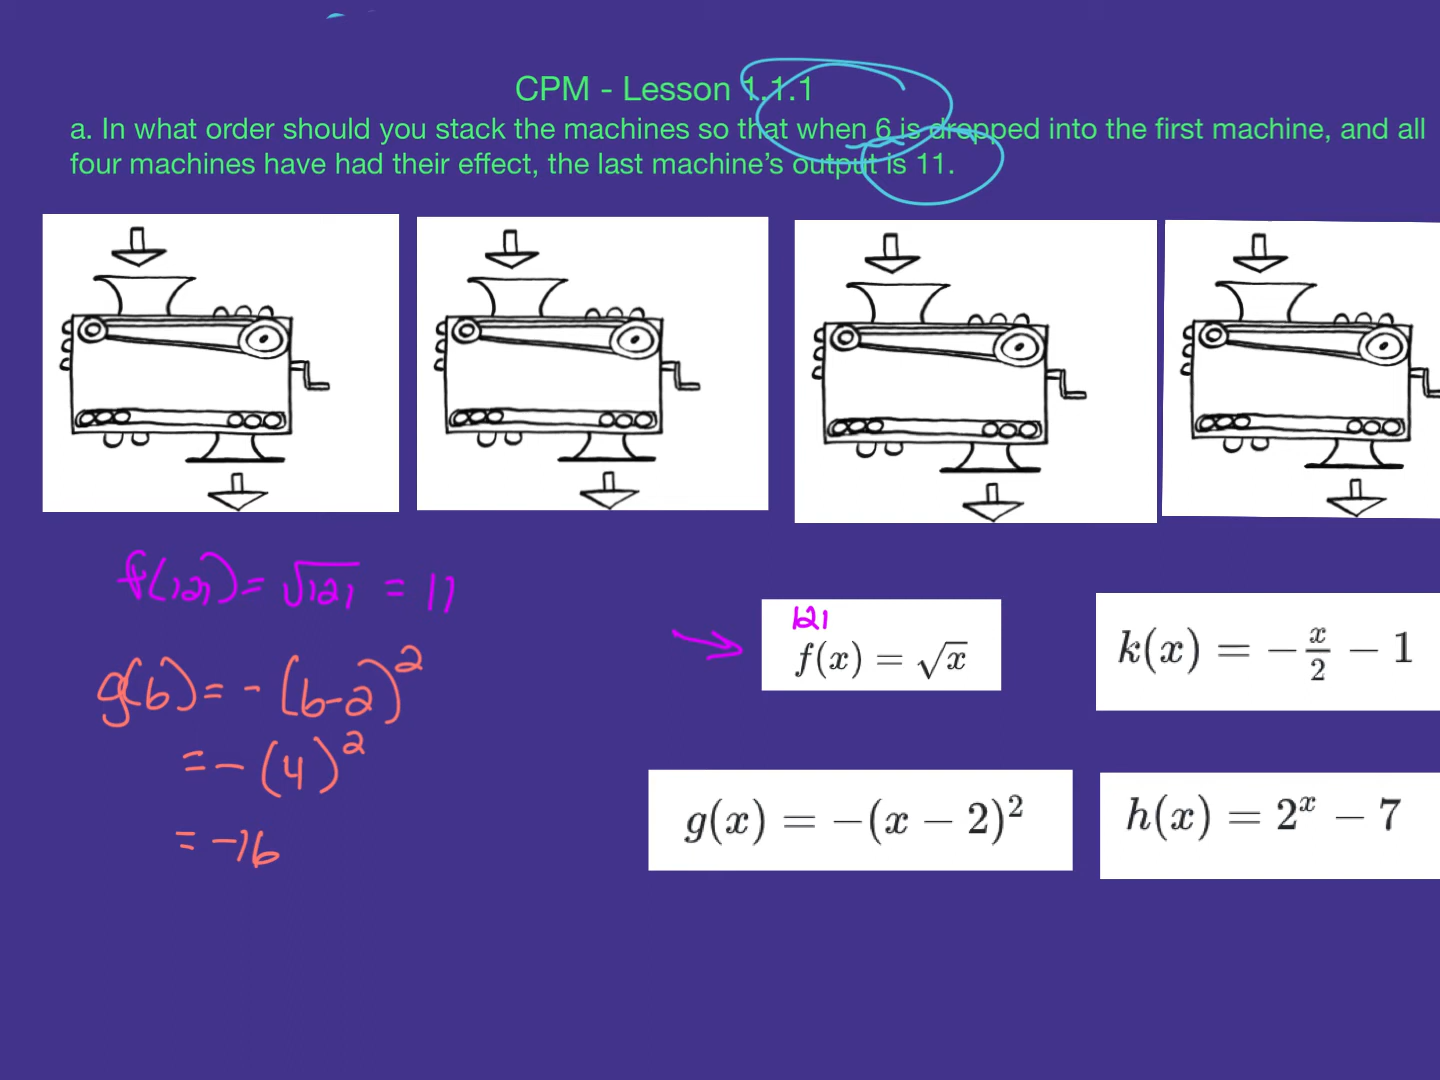 CPM - Lesson 1.1.1
a. In what order should you stack the machines so that when 6 is dropped into the first machine, and all
four machines have had their effect, the last machine's output is 11.
f(121) = √121 = 11
121
f(x) = √x
k(x) = -x/2 - 1
g(6) = -(6-2)²
= -(4)²
= -16
g(x) = -(x - 2)²
h(x) = 2ˣ - 7